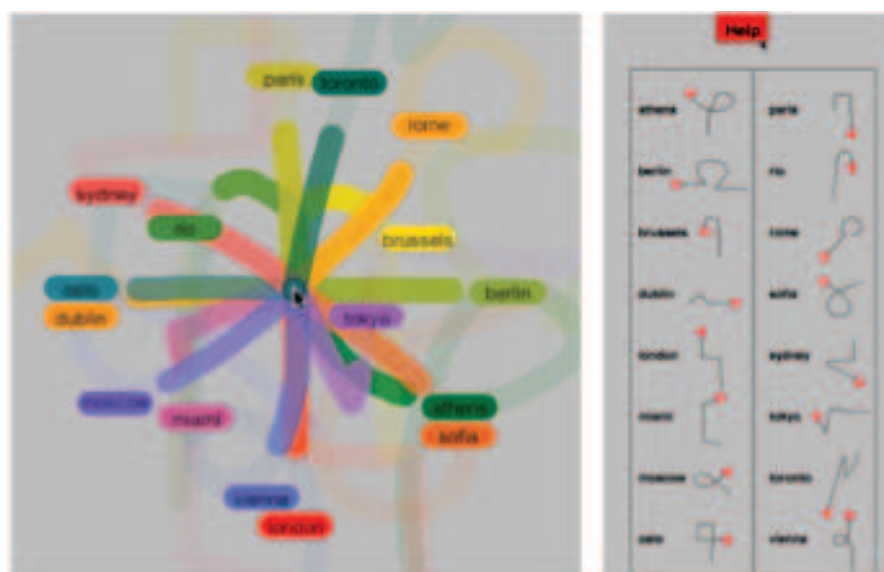 paris toronto
rome
sydney
rio
brussels
oslo
berlin
dublin
tokyo
moscow
miami
athens
sofia
vienna
london
Help
athens paris
berlin rio
brussels rome
dublin sofia
london sydney
miami tokyo
moscow toronto
oslo vienna